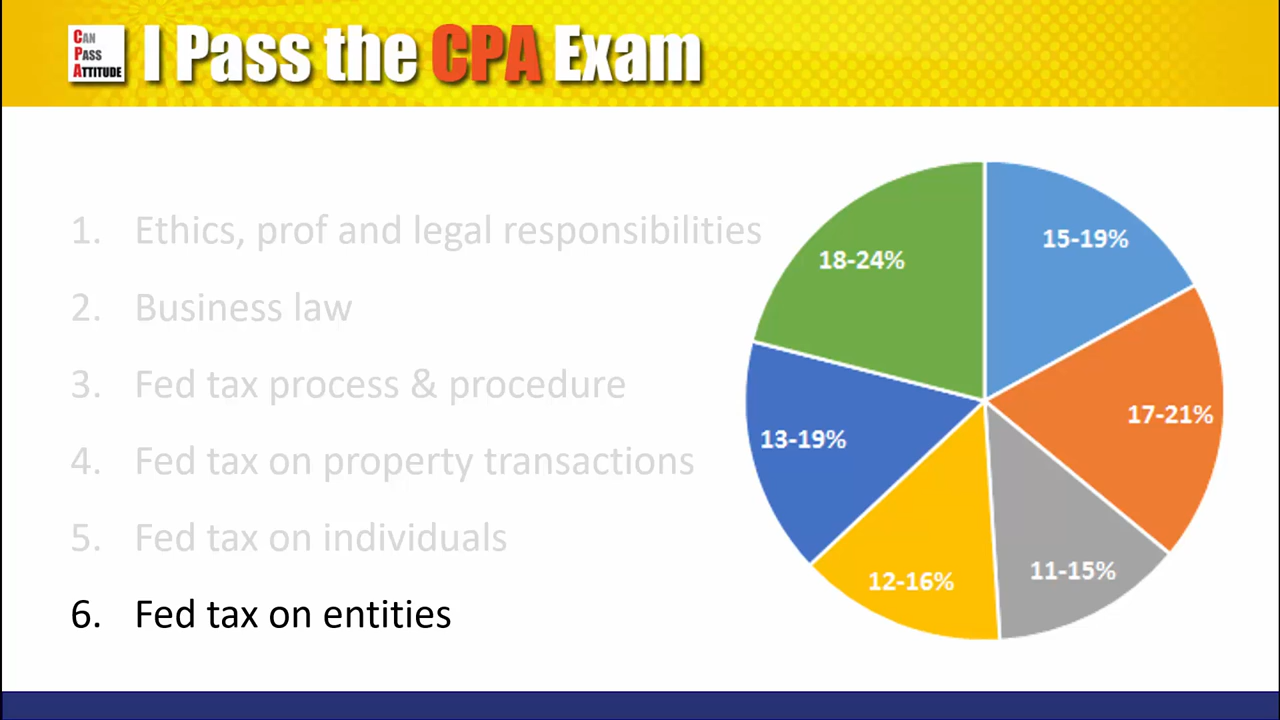 CAN
PASS
ATTITUDE
I Pass the CPA Exam
1. Ethics, prof and legal responsibilities
2. Business law
3. Fed tax process & procedure
4. Fed tax on property transactions
5. Fed tax on individuals
6. Fed tax on entities
18-24%
15-19%
17-21%
13-19%
12-16%
11-15%